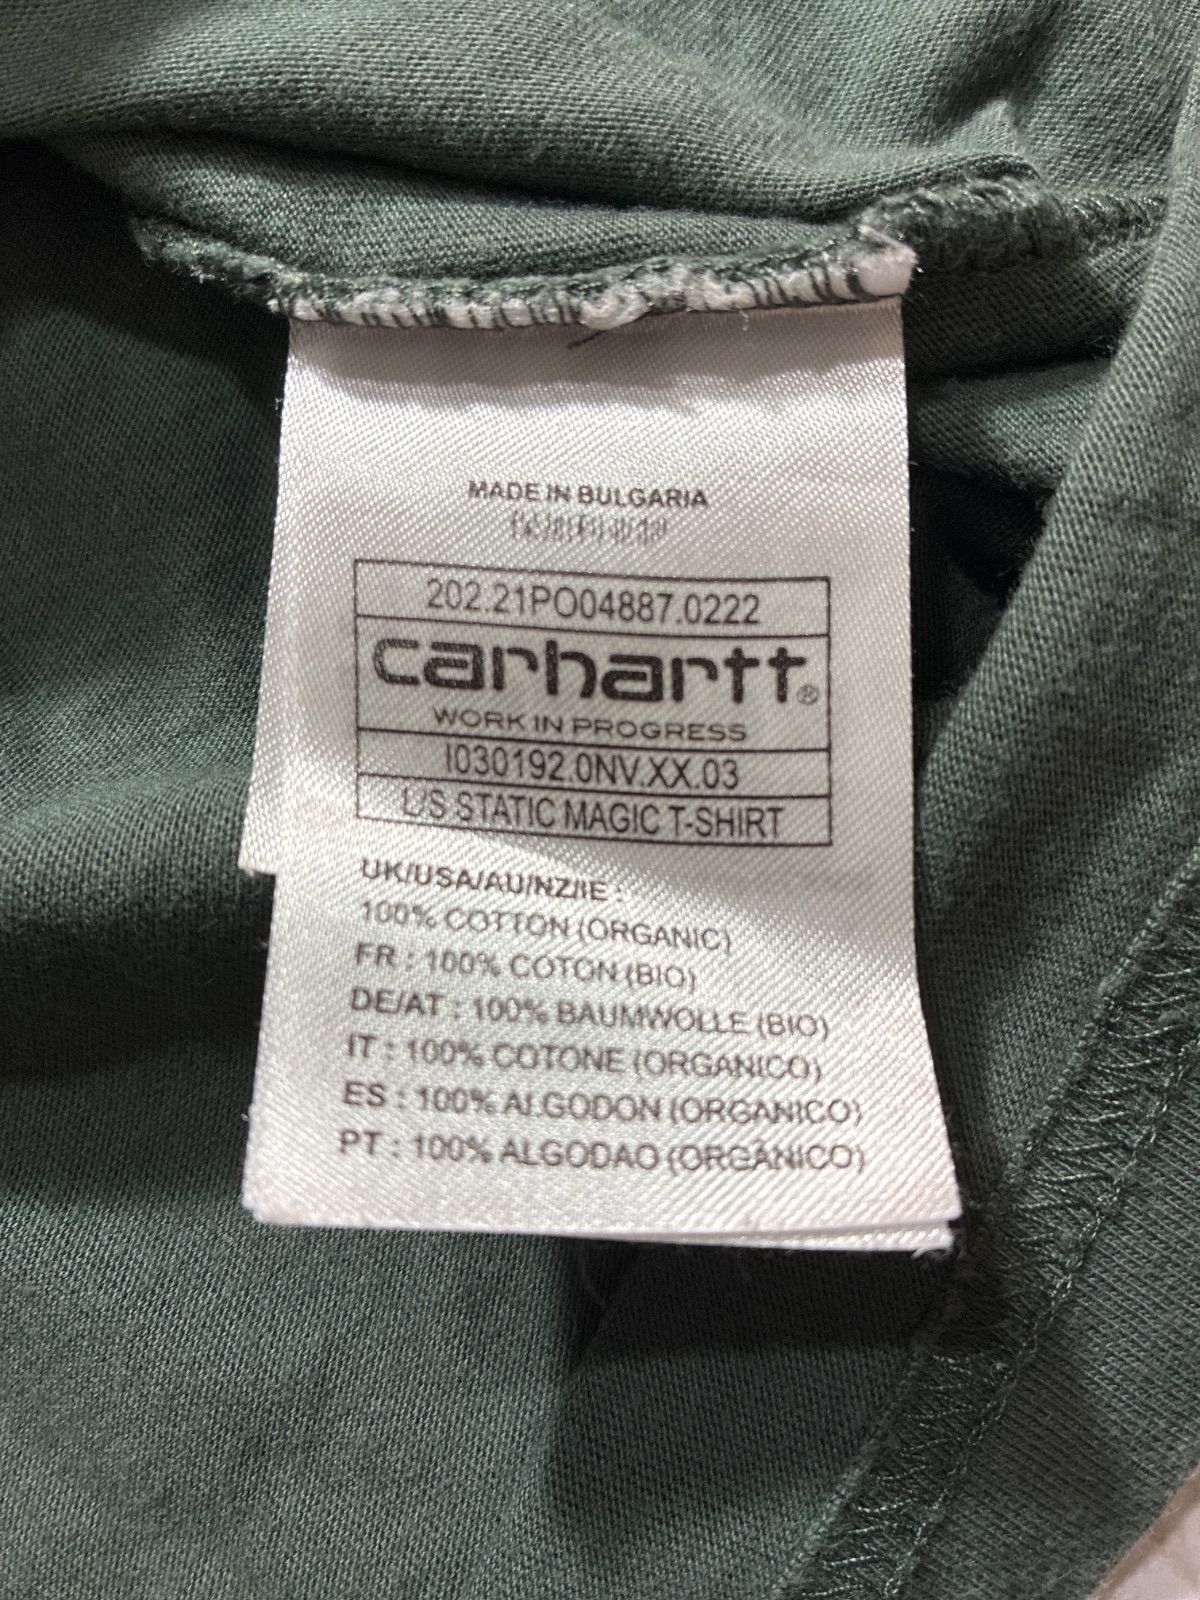 MADE IN BULGARIA
202.21PO04887.0222
carhartt®
WORK IN PROGRESS
I030192.0NV.XX.03
L/S STATIC MAGIC T-SHIRT
UK/USA/AU/NZ/IE :
100% COTTON (ORGANIC)
FR : 100% COTON (BIO)
DE/AT : 100% BAUMWOLLE (BIO)
IT : 100% COTONE (ORGANICO)
ES : 100% ALGODON (ORGANICO)
PT : 100% ALGODAO (ORGÂNICO)